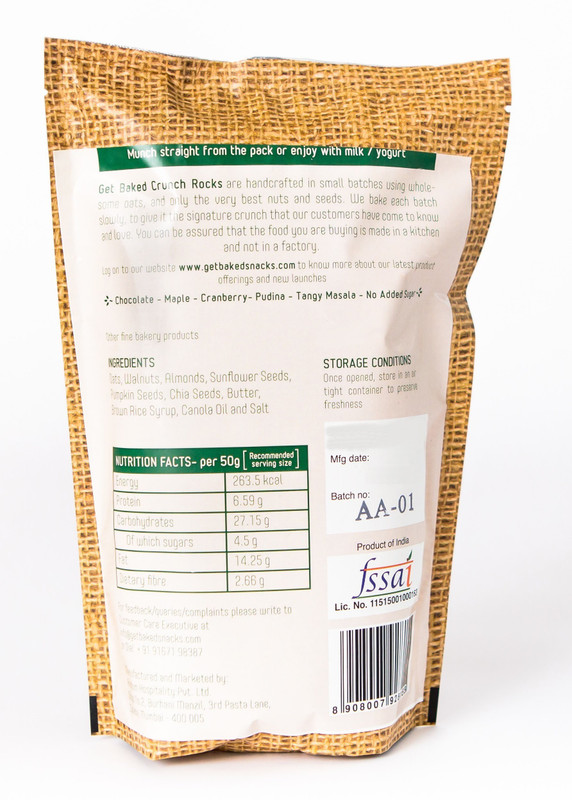 Munch straight from the pack or enjoy with milk / yogurt
Get Baked Crunch Rocks are handcrafted in small batches using whole-
some oats, and only the very best nuts and seeds. We bake each batch
slowly, to give it the signature crunch that our customers have come to know
and love. You can be assured that the food you are buying is made in a kitchen
and not in a factory.
Log on to our website www.getbakedsnacks.com to know more about our latest product
offerings and new launches
Chocolate - Maple - Cranberry- Pudina - Tangy Masala - No Added Sugar
Other fine bakery products
INGREDIENTS
Oats, Walnuts, Almonds, Sunflower Seeds,
Pumpkin Seeds, Chia Seeds, Butter,
Brown Rice Syrup, Canola Oil and Salt
STORAGE CONDITIONS
Once opened, store in an air
tight container to preserve
freshness
NUTRITION FACTS- per 50g [Recommended serving size]
Energy 263.5 kcal
Protein 6.59 g
Carbohydrates 27.15 g
Of which sugars 4.5 g
Fat 14.25 g
Dietary fibre 2.66 g
Mfg date:
Batch no:
AA-01
Product of India
fssai
Lic. No. 11515001000
8 908007
For feedback/queries/complaints please write to
Customer Care Executive at
+ 91 91671 98387
Manufactured and Marketed by:
Hospitality Pvt. Ltd
Manzil, 3rd Pasta Lane,
Mumbai - 400 005